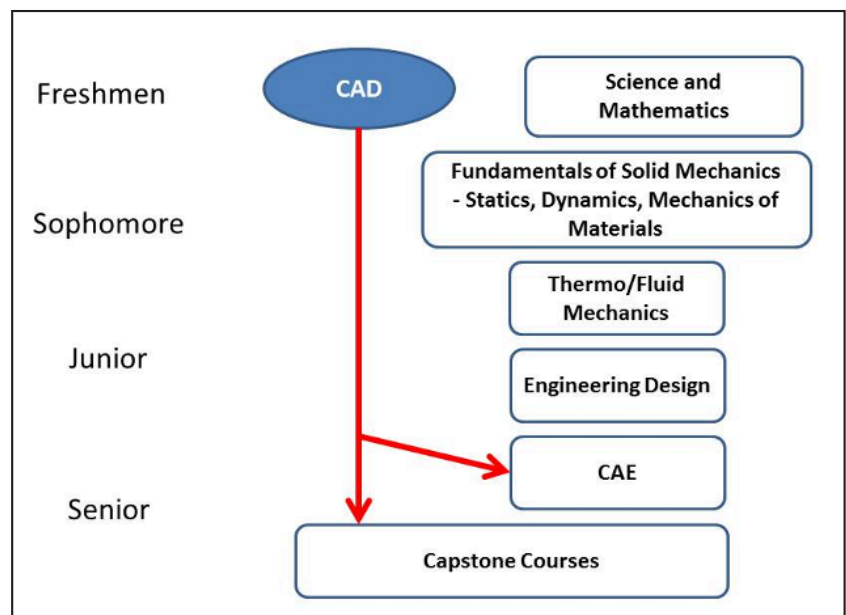 Freshmen
CAD
Science and
Mathematics
Sophomore
Fundamentals of Solid Mechanics
- Statics, Dynamics, Mechanics of
Materials
Thermo/Fluid
Mechanics
Junior
Engineering Design
CAE
Senior
Capstone Courses